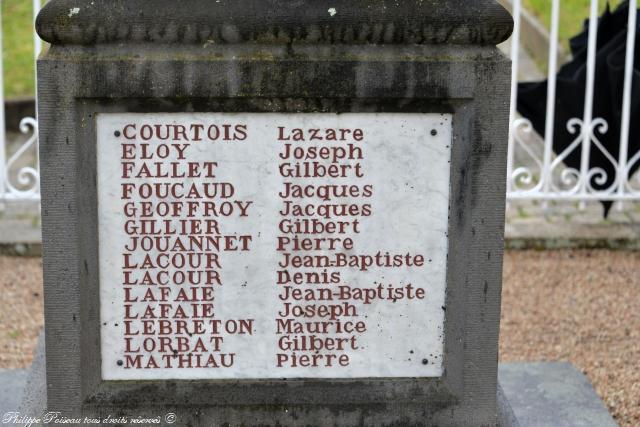 COURTOIS Lazare
ELOY Joseph
FALLET Gilbert
FOUCAUD Jacques
GEOFFROY Jacques
GILLIER Gilbert
JOUANNET Pierre
LACOUR Jean-Baptiste
LACOUR Denis
LAFAIE Jean-Baptiste
LAFAIE Joseph
LEBRETON Maurice
LORBAT Gilbert
MATHIAU Pierre
Philippe Poiseau tous droits réservés ©